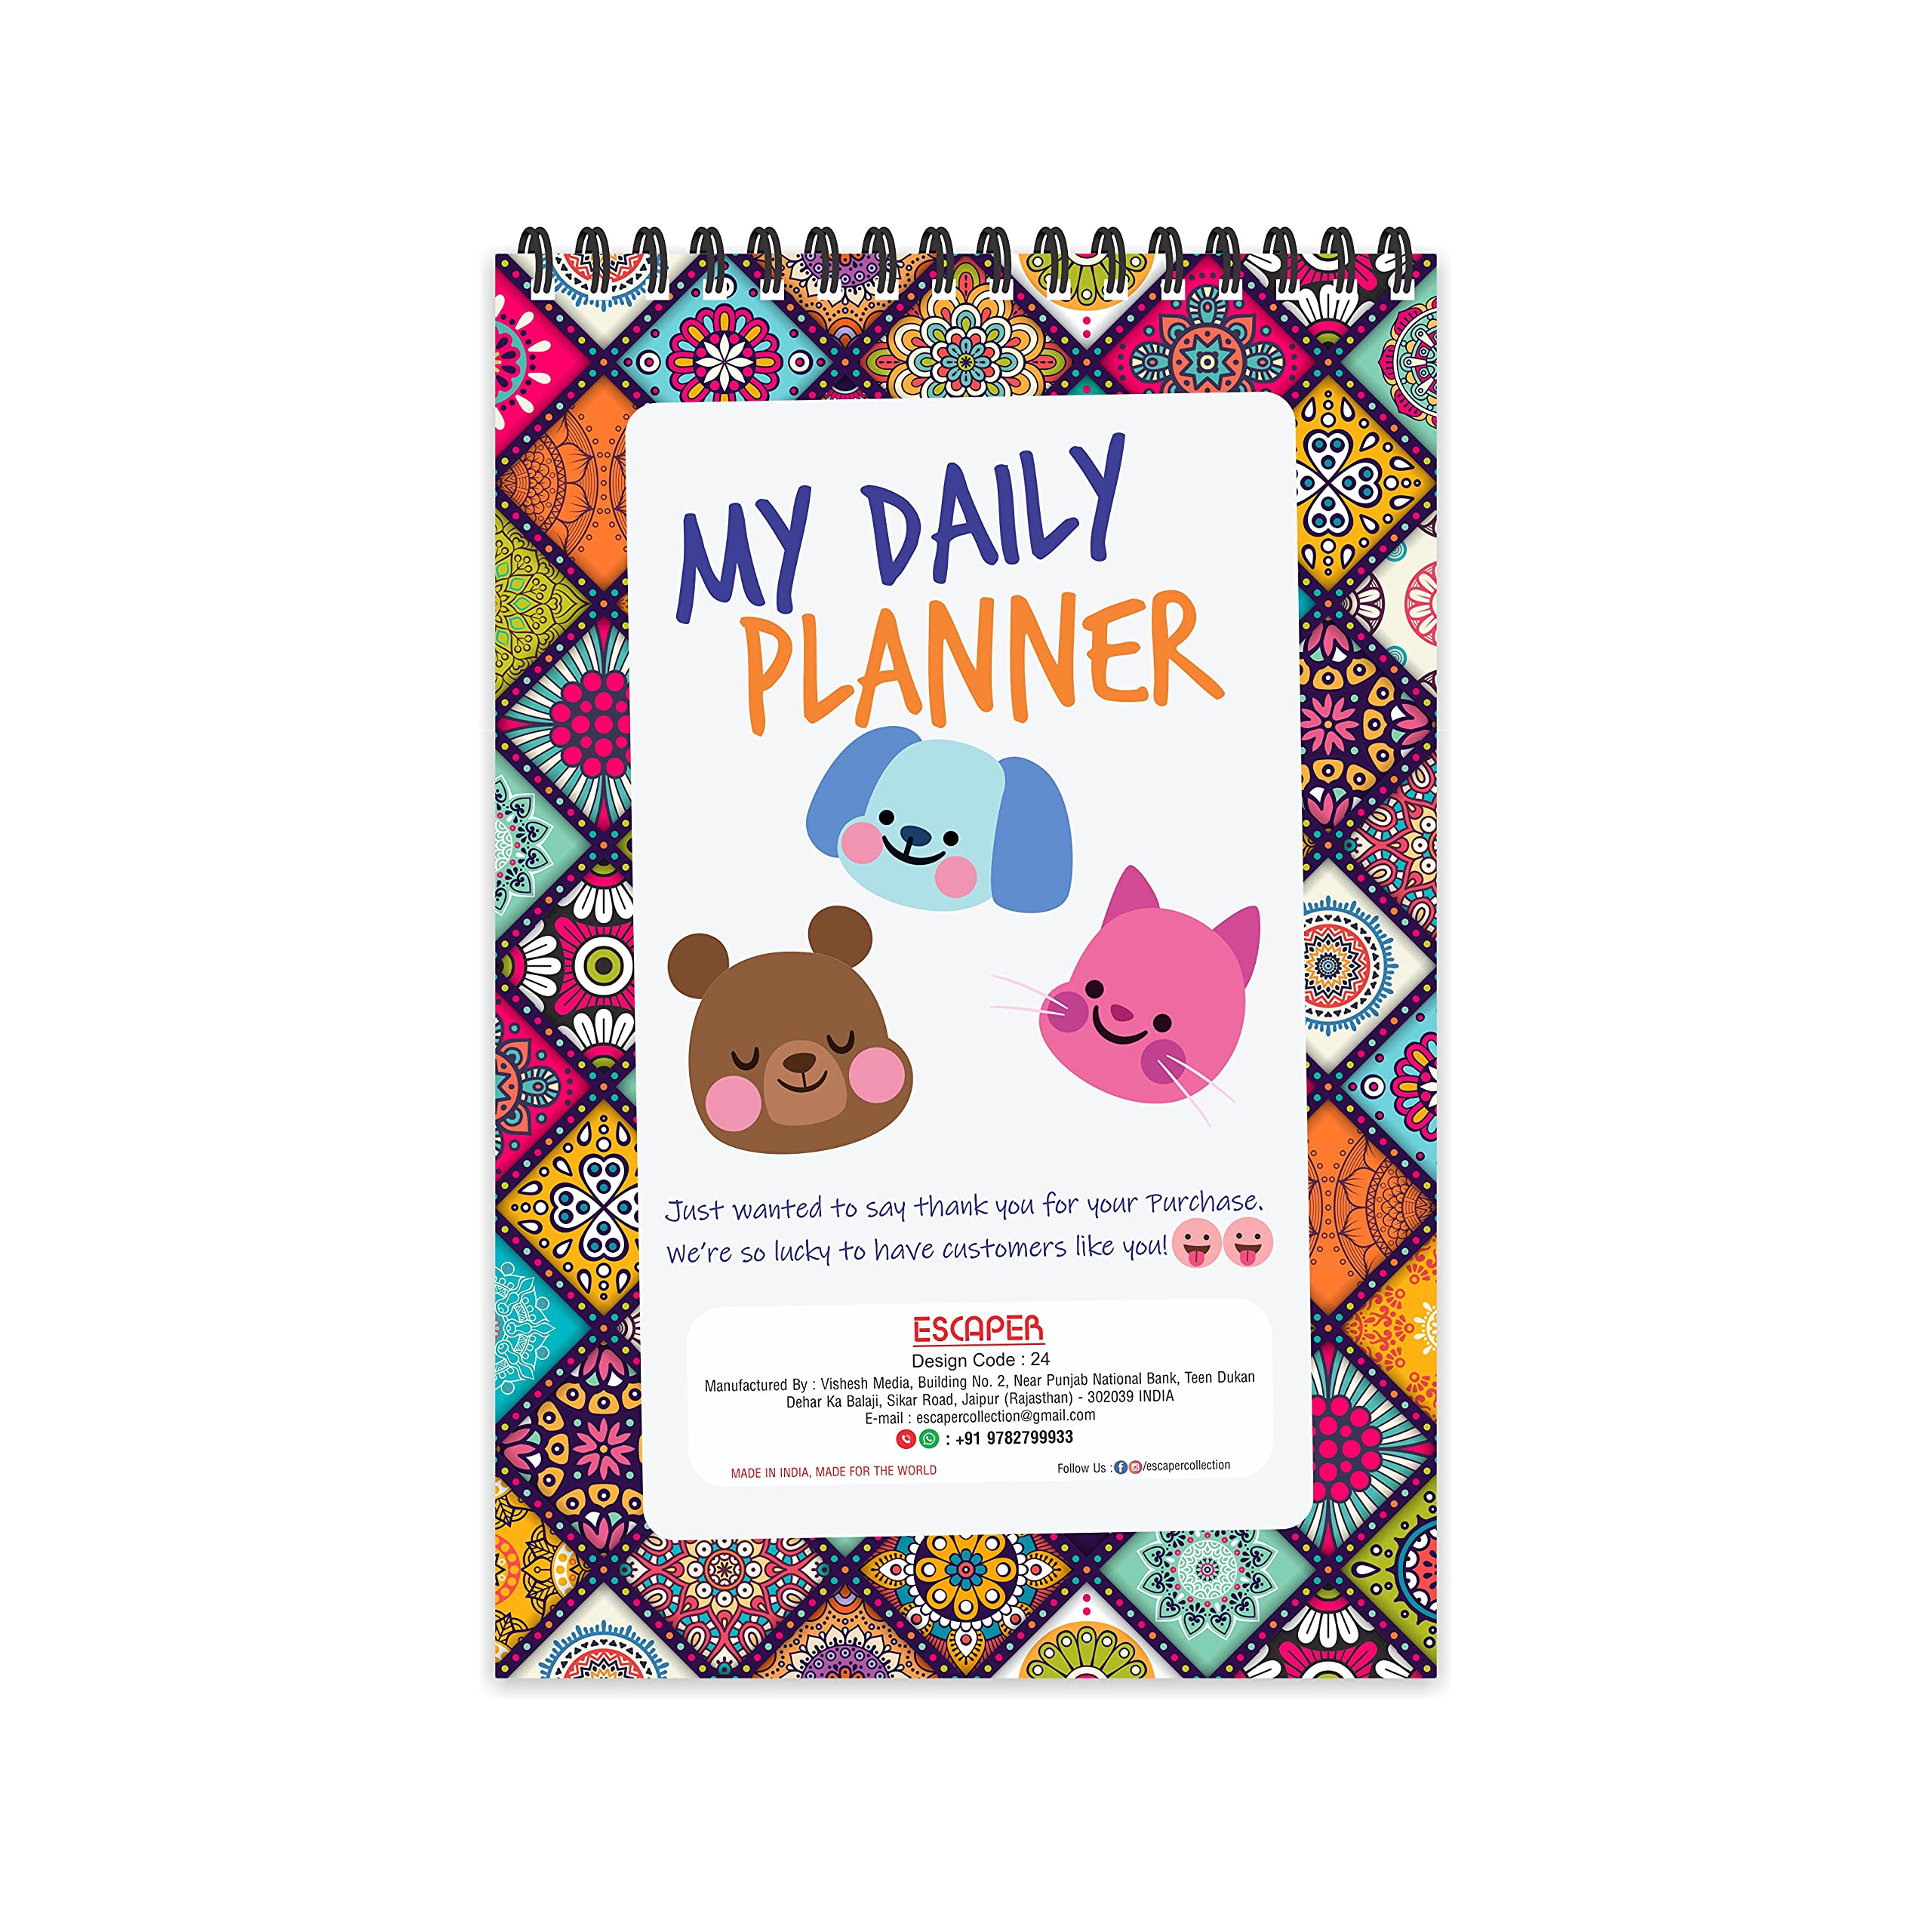 MY DAILY
PLANNER
Just wanted to say thank you for your Purchase.
We're so lucky to have customers like you!
ESCAPER
Design Code : 24
Manufactured By : Vishesh Media, Building No. 2, Near Punjab National Bank, Teen Dukan
Dehar Ka Balaji, Sikar Road, Jaipur (Rajasthan) - 302039 INDIA
E-mail : escapercollection@gmail.com
: +91 9782799933
MADE IN INDIA, MADE FOR THE WORLD
Follow Us : /escapercollection